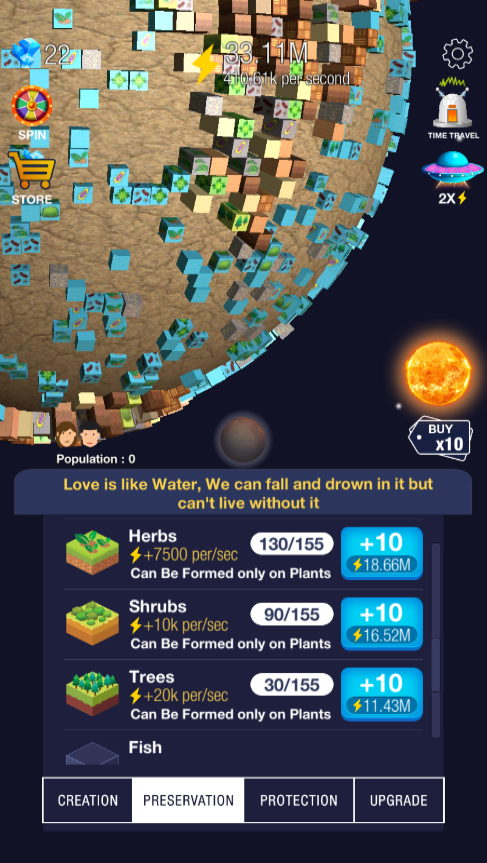 22
33.11M
410.61k per second
SPIN
TIME TRAVEL
STORE
2X
BUY
x10
Population : 0
Love is like Water, We can fall and drown in it but
can't live without it
Herbs
+7500 per/sec
130/155
+10
18.66M
Can Be Formed only on Plants
Shrubs
+10k per/sec
90/155
+10
16.52M
Can Be Formed only on Plants
Trees
+20k per/sec
30/155
+10
11.43M
Can Be Formed only on Plants
Fish
CREATION
PRESERVATION
PROTECTION
UPGRADE